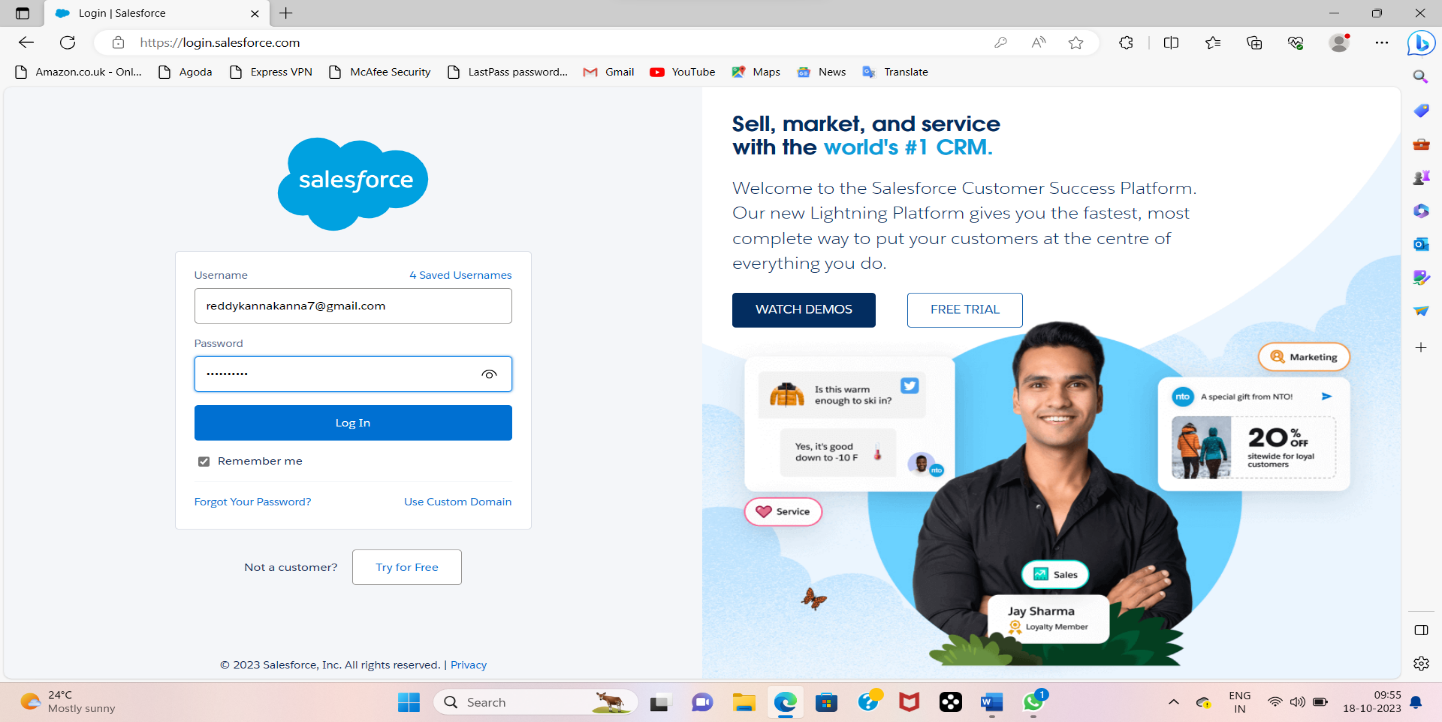 Login | Salesforce
https://login.salesforce.com
Amazon.co.uk - Onl...
Agoda
Express VPN
McAfee Security
LastPass password...
Gmail
YouTube
Maps
News
Translate
salesforce
Username
4 Saved Usernames
reddykannakanna7@gmail.com
Password
••••••••••
Log In
Remember me
Forgot Your Password?
Use Custom Domain
Not a customer?
Try for Free
© 2023 Salesforce, Inc. All rights reserved. | Privacy
Sell, market, and service
with the world's #1 CRM.
Welcome to the Salesforce Customer Success Platform.
Our new Lightning Platform gives you the fastest, most
complete way to put your customers at the centre of
everything you do.
WATCH DEMOS
FREE TRIAL
Is this warm
enough to ski in?
Yes, it's good
down to -10 F
nto
Service
Marketing
nto
A special gift from NTO!
20% OFF
sitewide for loyal
customers
Sales
Jay Sharma
Loyalty Member
24°C
Mostly sunny
Search
1
ENG
IN
09:55
18-10-2023